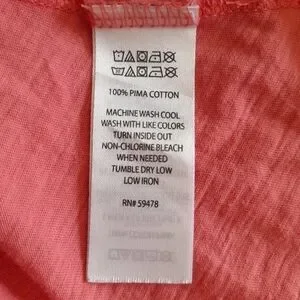 100% PIMA COTTON
MACHINE WASH COOL
WASH WITH LIKE COLORS
TURN INSIDE OUT
NON-CHLORINE BLEACH
WHEN NEEDED
TUMBLE DRY LOW
LOW IRON
RN# 59478